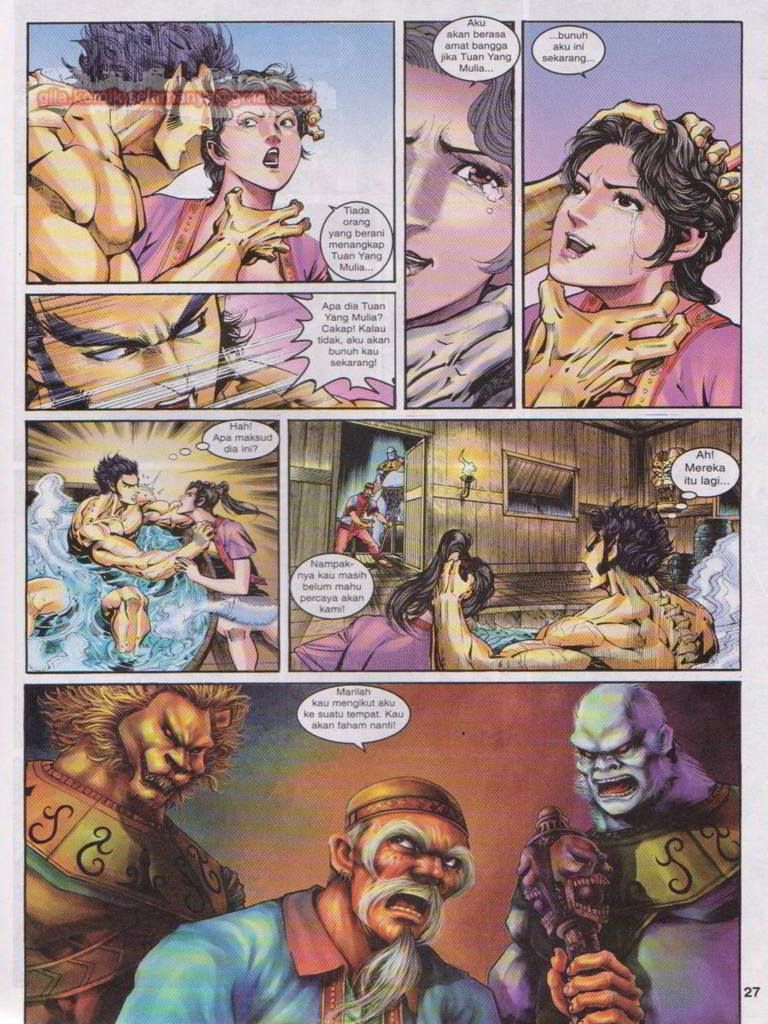 Tiada
orang
yang berani
menangkap
Tuan Yang
Mulia...
Aku
akan berasa
amat bangga
jika Tuan Yang
Mulia...
...bunuh
aku ini
sekarang...
Apa dia Tuan
Yang Mulia?
Cakap! Kalau
tidak, aku akan
bunuh kau
sekarang!
Hah!
Apa maksud
dia ini?
Nampak-
nya kau masih
belum mahu
percaya akan
kami!
Ah!
Mereka
itu lagi...
Marilah
kau mengikut aku
ke suatu tempat. Kau
akan faham nanti!
27